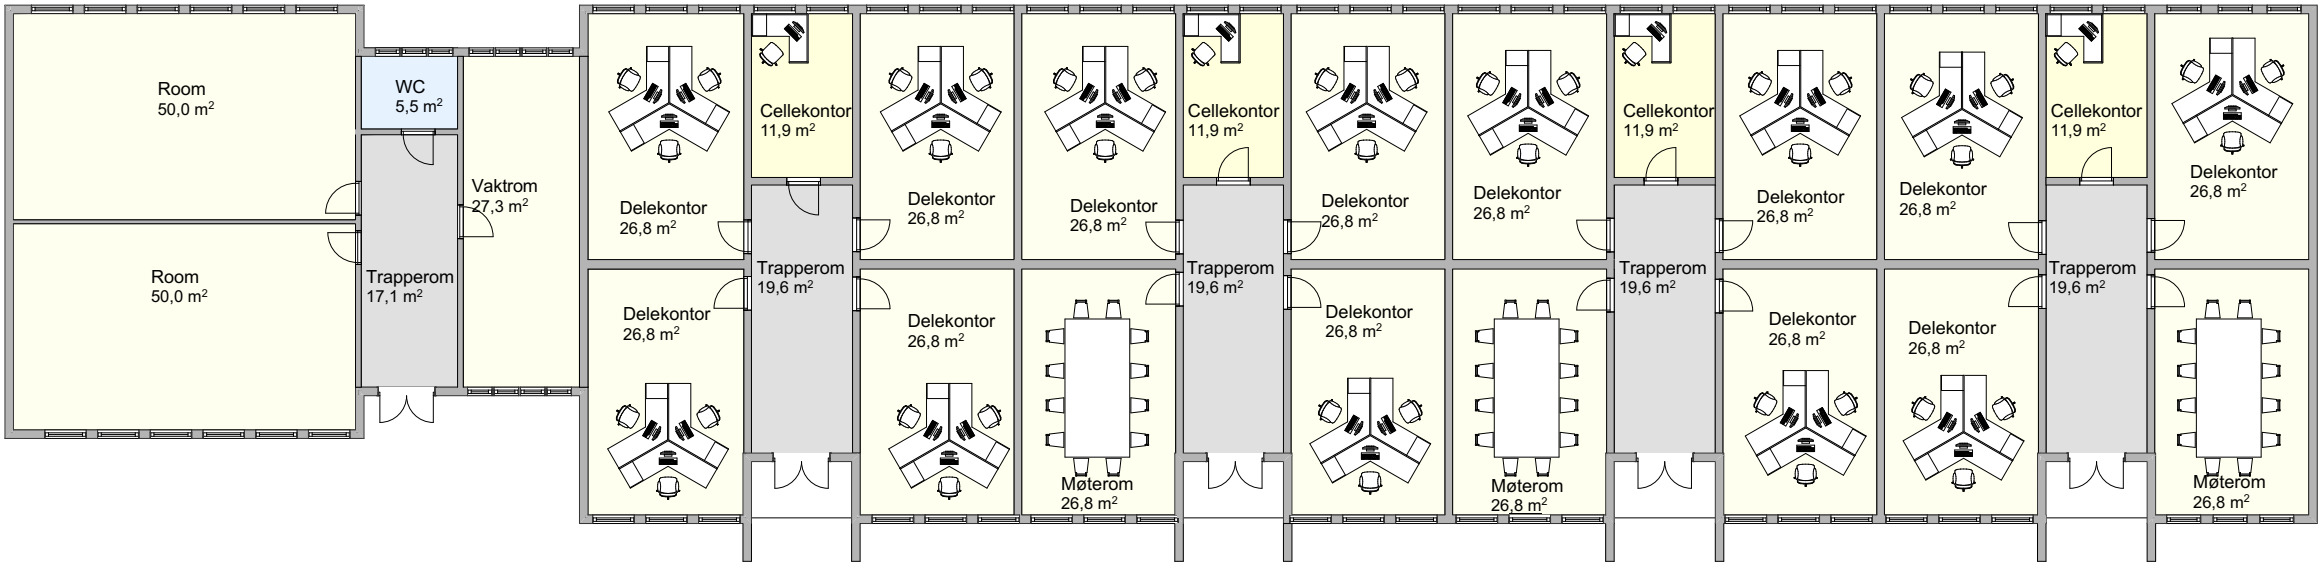 Room
50,0 m²
WC
5,5 m²
Vaktrom
27,3 m²
Trapperom
17,1 m²
Room
50,0 m²
Delekontor
26,8 m²
Cellekontor
11,9 m²
Delekontor
26,8 m²
Delekontor
26,8 m²
Cellekontor
11,9 m²
Delekontor
26,8 m²
Delekontor
26,8 m²
Cellekontor
11,9 m²
Delekontor
26,8 m²
Delekontor
26,8 m²
Cellekontor
11,9 m²
Delekontor
26,8 m²
Trapperom
19,6 m²
Trapperom
19,6 m²
Trapperom
19,6 m²
Trapperom
19,6 m²
Delekontor
26,8 m²
Delekontor
26,8 m²
Møterom
26,8 m²
Delekontor
26,8 m²
Møterom
26,8 m²
Delekontor
26,8 m²
Delekontor
26,8 m²
Møterom
26,8 m²